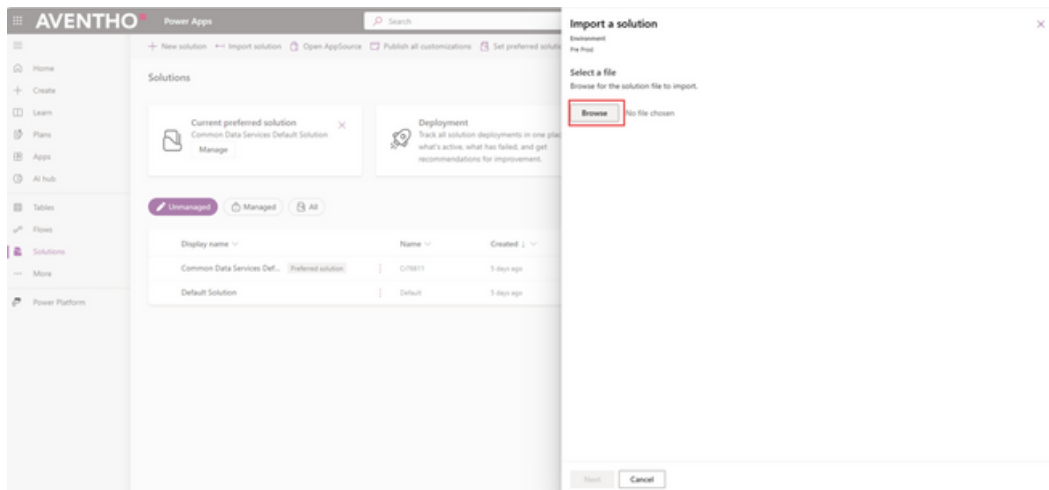 AVENTHO
Power Apps
Search
New solution
Import solution
Open AppSource
Publish all customizations
Set preferred solutio
Home
Create
Learn
Plans
Apps
AI hub
Tables
Flows
Solutions
More
Power Platform
Solutions
Current preferred solution
Common Data Services Default Solution
Manage
Deployment
Track all solution deployments in one plac
what's active, what has failed, and get
recommendations for improvement.
Unmanaged
Managed
All
Display name
Name
Created
Common Data Services Def...
Preferred solution
5 days ago
Default Solution
Default
5 days ago
Import a solution
Environment
Pre Prod
Select a file
Browse for the solution file to import.
Browse
No file chosen
Next
Cancel